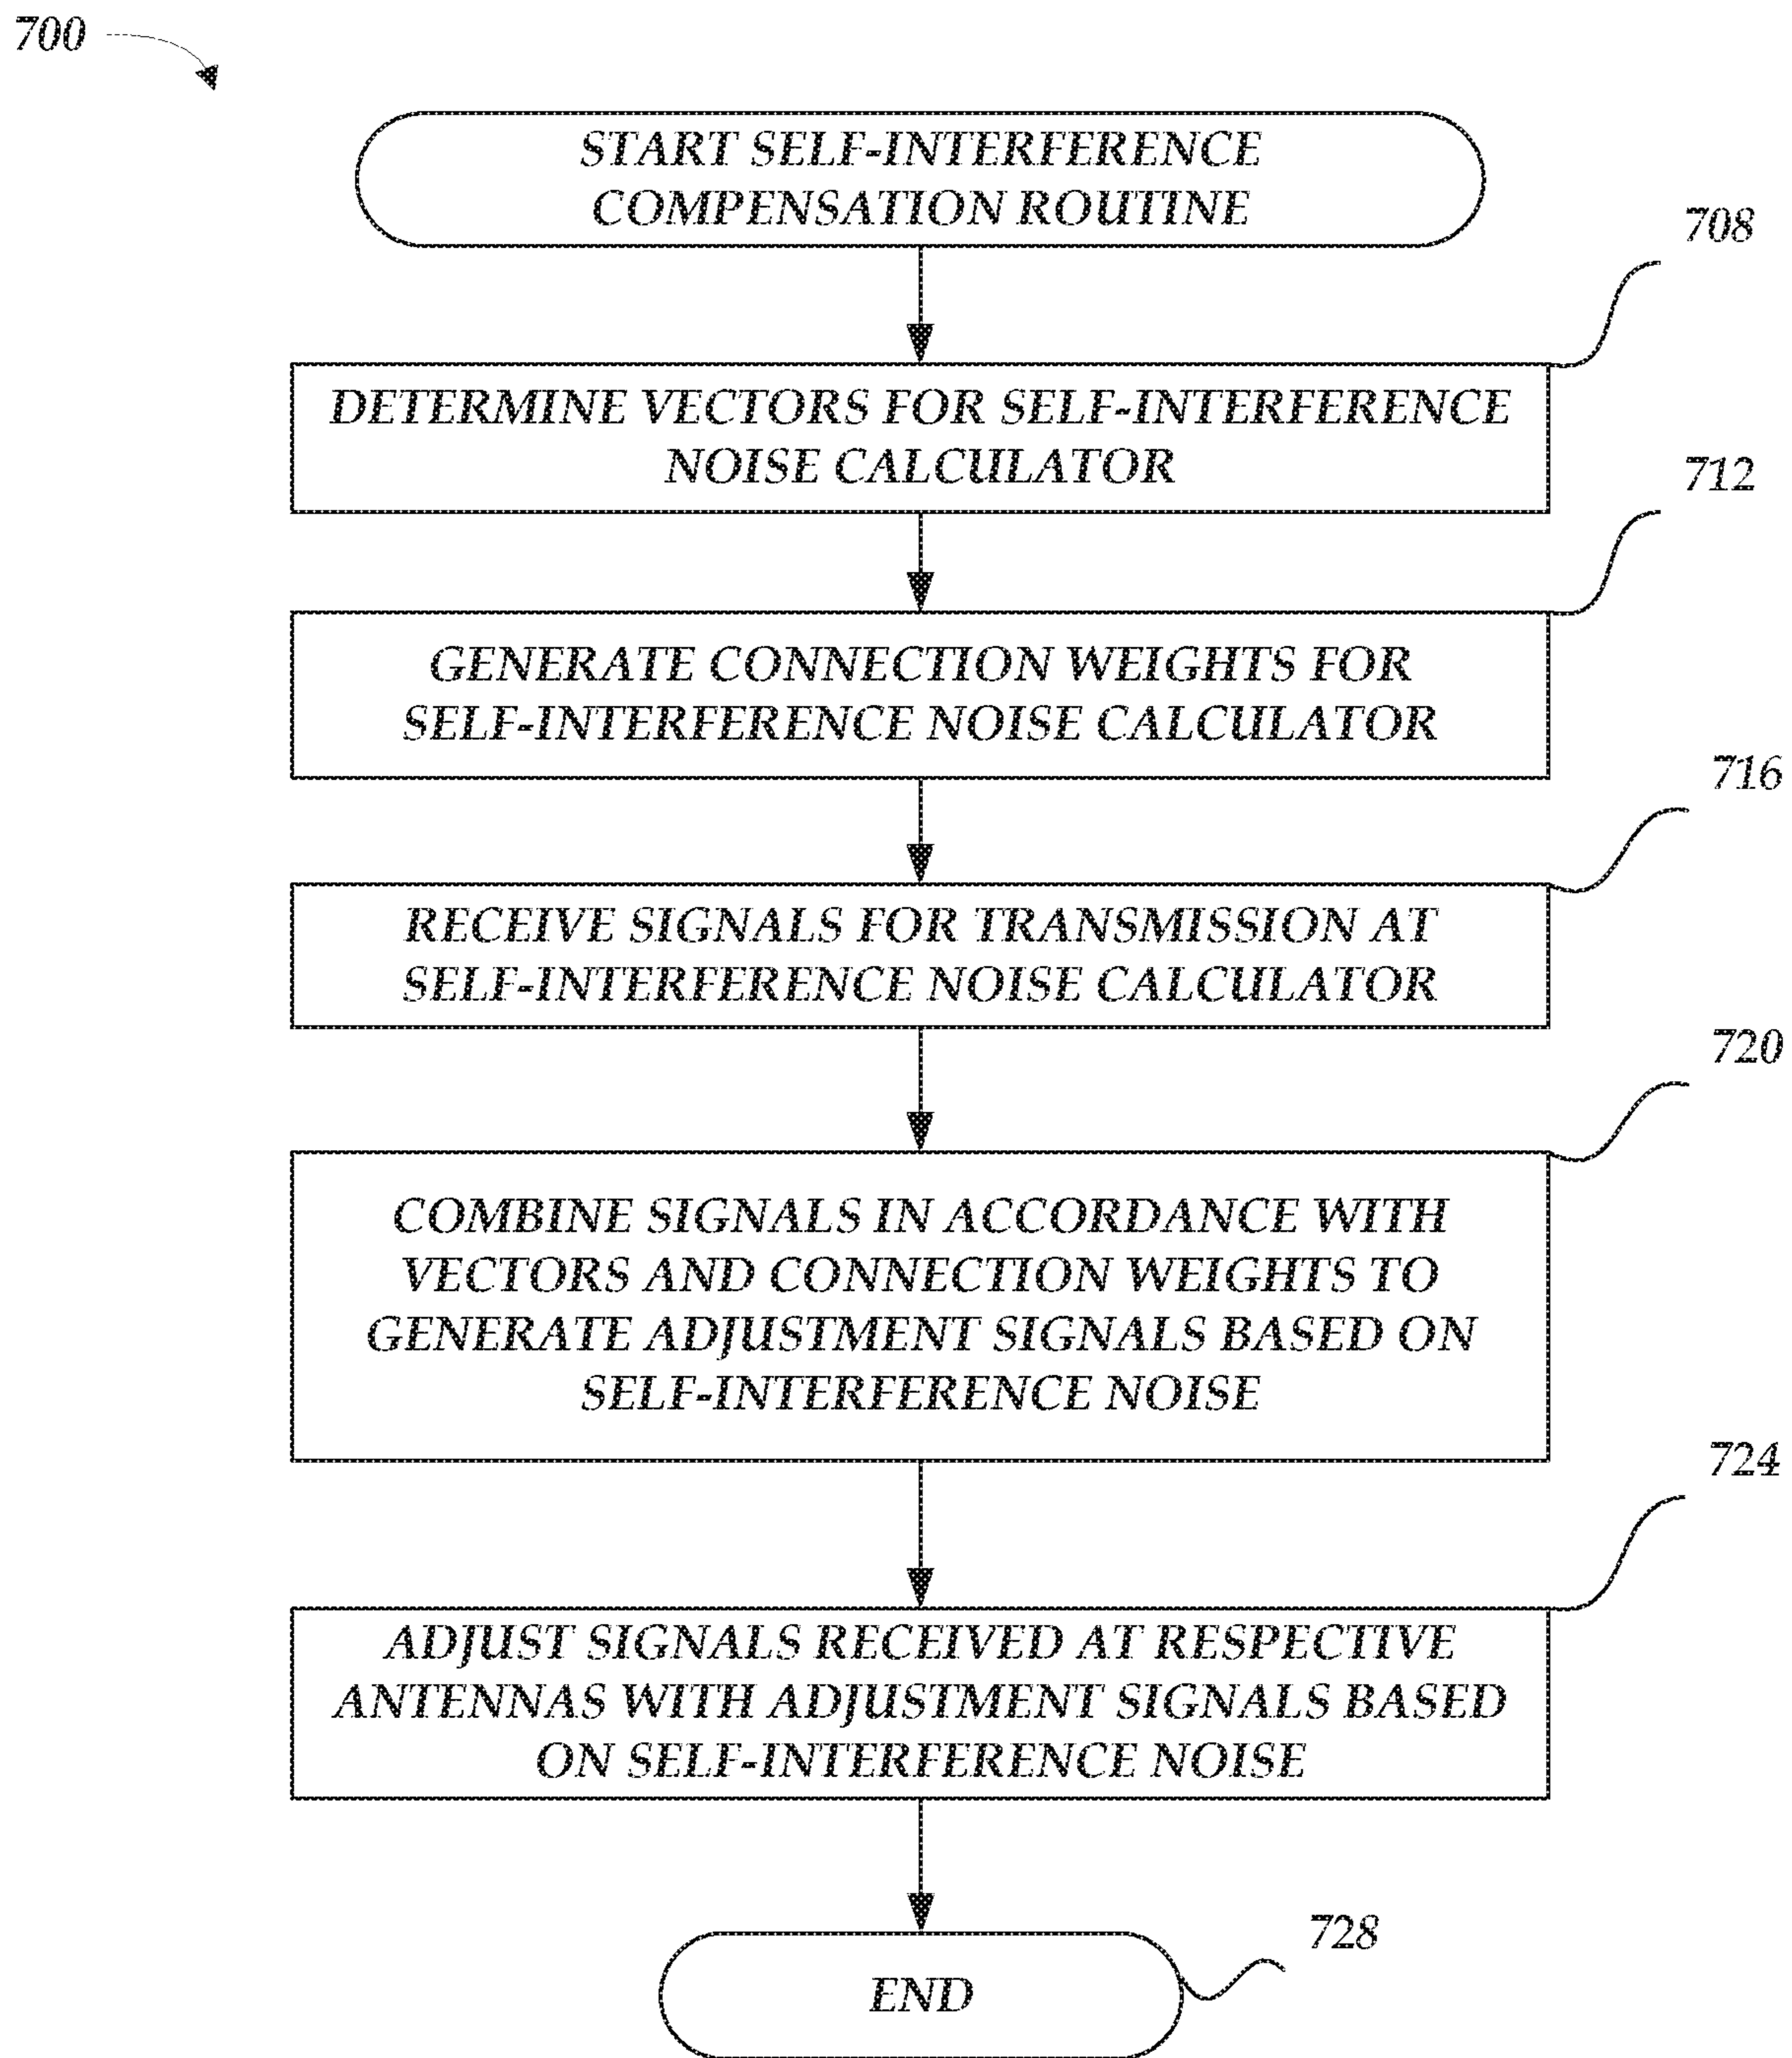 700
START SELF-INTERFERENCE
COMPENSATION ROUTINE
708
DETERMINE VECTORS FOR SELF-INTERFERENCE
NOISE CALCULATOR
712
GENERATE CONNECTION WEIGHTS FOR
SELF-INTERFERENCE NOISE CALCULATOR
716
RECEIVE SIGNALS FOR TRANSMISSION AT
SELF-INTERFERENCE NOISE CALCULATOR
720
COMBINE SIGNALS IN ACCORDANCE WITH
VECTORS AND CONNECTION WEIGHTS TO
GENERATE ADJUSTMENT SIGNALS BASED ON
SELF-INTERFERENCE NOISE
724
ADJUST SIGNALS RECEIVED AT RESPECTIVE
ANTENNAS WITH ADJUSTMENT SIGNALS BASED
ON SELF-INTERFERENCE NOISE
728
END